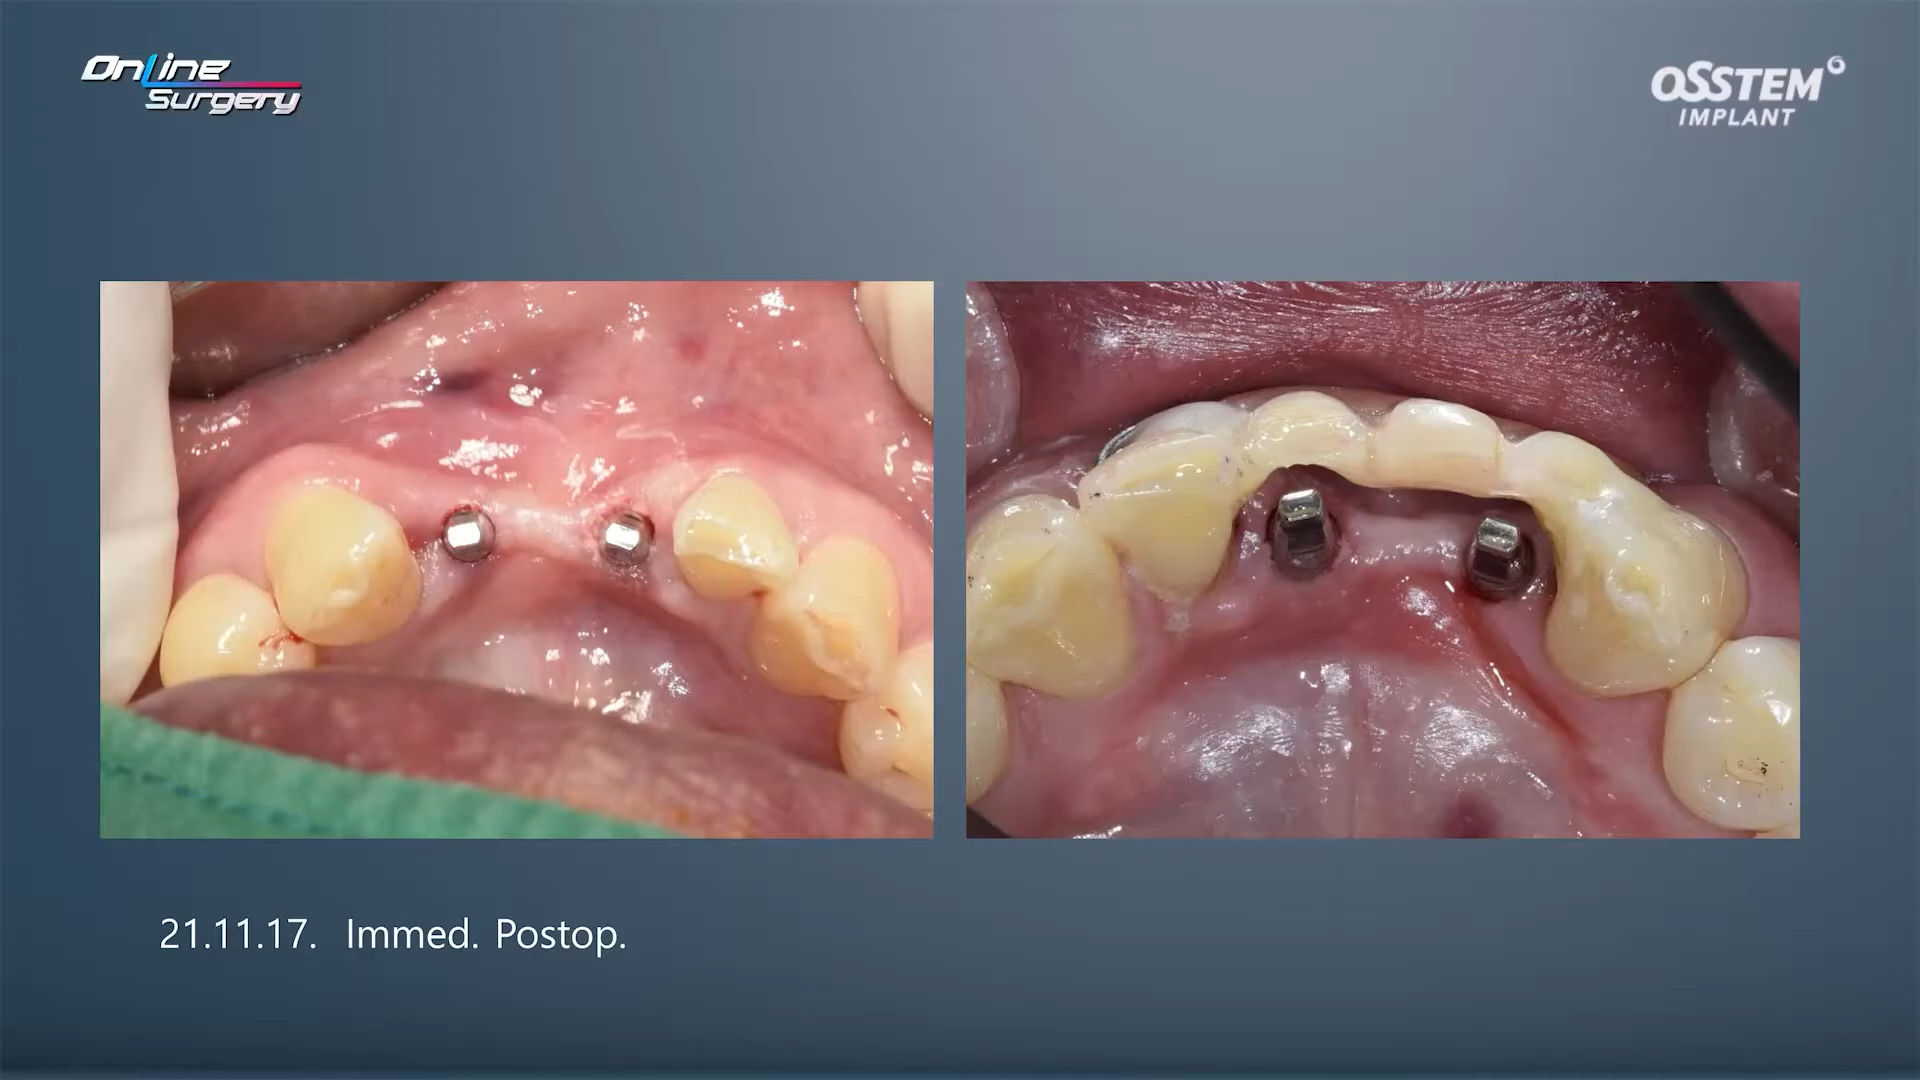 OnLine
Surgery
OSSTEM
IMPLANT
21.11.17. Immed. Postop.